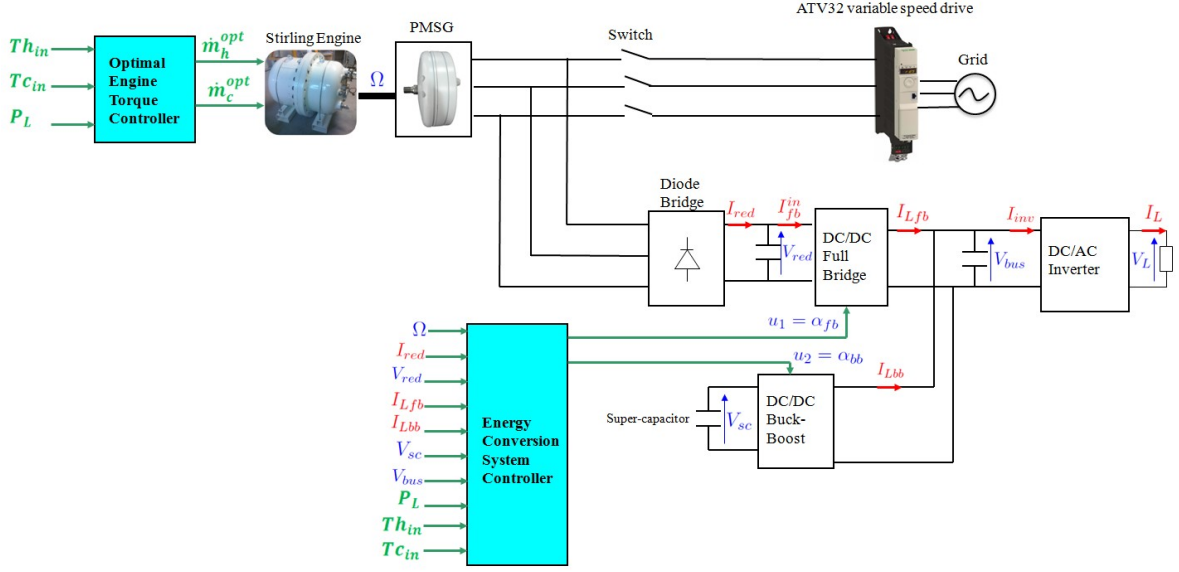 ATV32 variable speed drive
PMSG
Stirling Engine
Switch
Grid
Th_in
Tc_in
P_L
Optimal
Engine
Torque
Controller
ṁ_h^opt
ṁ_c^opt
Ω
Diode
Bridge
I_red
I_fb^in
V_red
DC/DC
Full
Bridge
I_Lfb
I_inv
V_bus
DC/AC
Inverter
I_L
V_L
u_1 = α_fb
u_2 = α_bb
Ω
I_red
V_red
I_Lfb
I_Lbb
V_sc
V_bus
P_L
Th_in
Tc_in
Energy
Conversion
System
Controller
Super-capacitor
V_sc
DC/DC
Buck-
Boost
I_Lbb